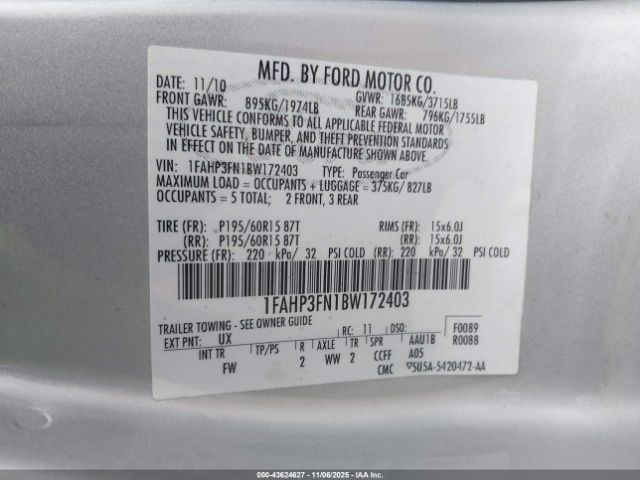 MFD. BY FORD MOTOR CO.
DATE: 11/10 GVWR: 1685KG/3715LB
FRONT GAWR: 895KG/1974LB REAR GAWR: 796KG/1755LB
THIS VEHICLE CONFORMS TO ALL APPLICABLE FEDERAL MOTOR
VEHICLE SAFETY, BUMPER, AND THEFT PREVENTION STANDARDS
IN EFFECT ON THE DATE OF MANUFACTURE SHOWN ABOVE.
VIN: 1FAHP3FN1BW172403 TYPE: Passenger Car
MAXIMUM LOAD = OCCUPANTS + LUGGAGE = 375KG/ 827LB
OCCUPANTS = 5 TOTAL; 2 FRONT, 3 REAR
TIRE (FR): P195/60R15 87T RIMS (FR): 15x6.0J
(RR): P195/60R15 87T (RR): 15x6.0J
PRESSURE (FR): 220 kPa/ 32 PSI COLD (RR): 220 kPa/ 32 PSI COLD
1FAHP3FN1BW172403
TRAILER TOWING - SEE OWNER GUIDE
EXT PNT: UX RC: 11 DSO: AAU1B F0089
R0088
INT TR TP/PS R AXLE TR SPR A05
FW 2 WW 2 CCFF
CMC 5U5A-5420472-AA
000-43624627 - 11/06/2025 - IAAI.com